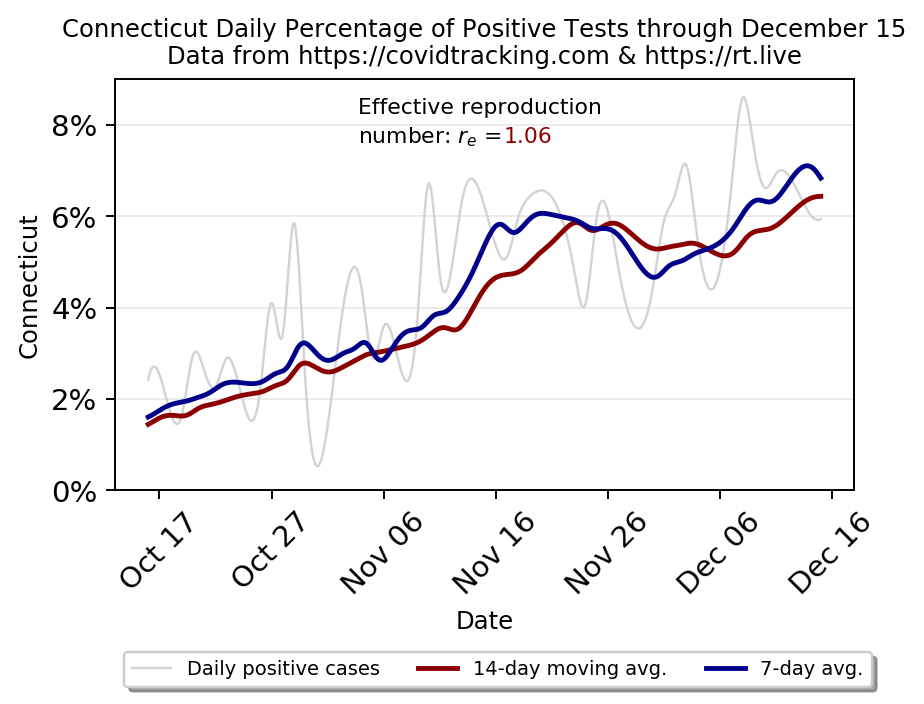 Connecticut Daily Percentage of Positive Tests through December 15
Data from https://covidtracking.com & https://rt.live
Effective reproduction
number: rₑ =1.06
8%
6%
4%
2%
0%
Connecticut
Oct 17
Oct 27
Nov 06
Nov 16
Nov 26
Dec 06
Dec 16
Date
Daily positive cases
14-day moving avg.
7-day avg.